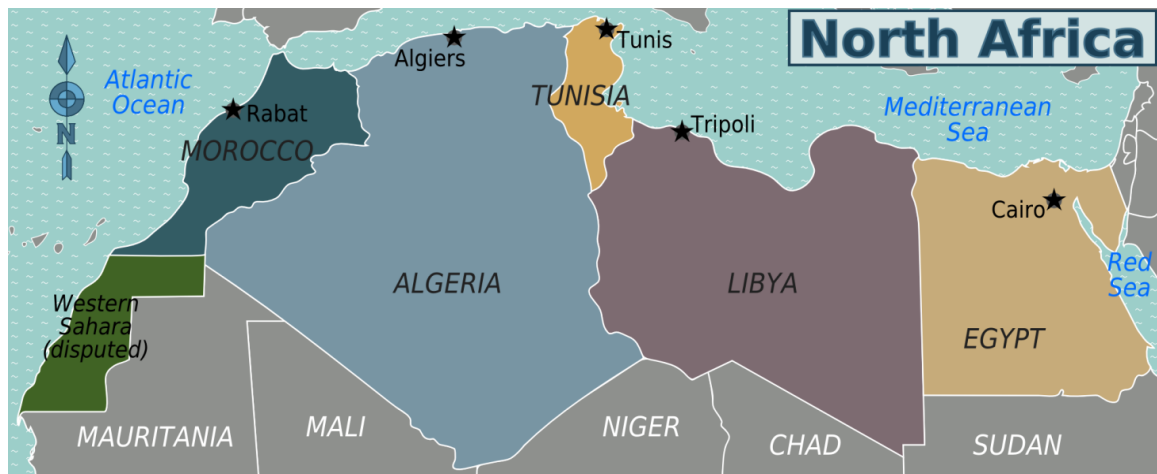 North Africa
Atlantic
Ocean
N
Algiers
Tunis
Rabat
MOROCCO
TUNISIA
Tripoli
Mediterranean
Sea
Cairo
Red
Sea
ALGERIA
LIBYA
EGYPT
Western
Sahara
(disputed)
MAURITANIA
MALI
NIGER
CHAD
SUDAN